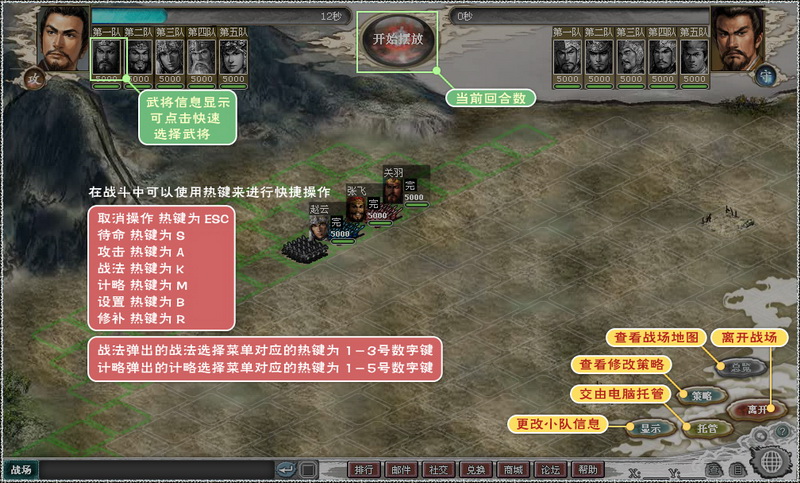 12秒
开始摆放
0秒
第一队 第二队 第三队 第四队 第五队
第一队 第二队 第三队 第四队 第五队
5000 5000 5000 5000 5000
5000 5000 5000 5000 5000
攻
守
武将信息显示
可点击快速
选择武将
当前回合数
关羽
完
5000
张飞
完
5000
赵云
完
5000
在战斗中可以使用热键来进行快捷操作
取消操作 热键为 ESC
待命 热键为 S
攻击 热键为 A
战法 热键为 K
计略 热键为 M
设置 热键为 B
修补 热键为 R
战法弹出的战法选择菜单对应的热键为 1-3号数字键
计略弹出的计略选择菜单对应的热键为 1-5号数字键
查看战场地图
离开战场
查看修改策略
策略
交由电脑托管
离开
更改小队信息
显示
托管
战场
排行 邮件 社交 兑换 商城 论坛 帮助
X: Y: